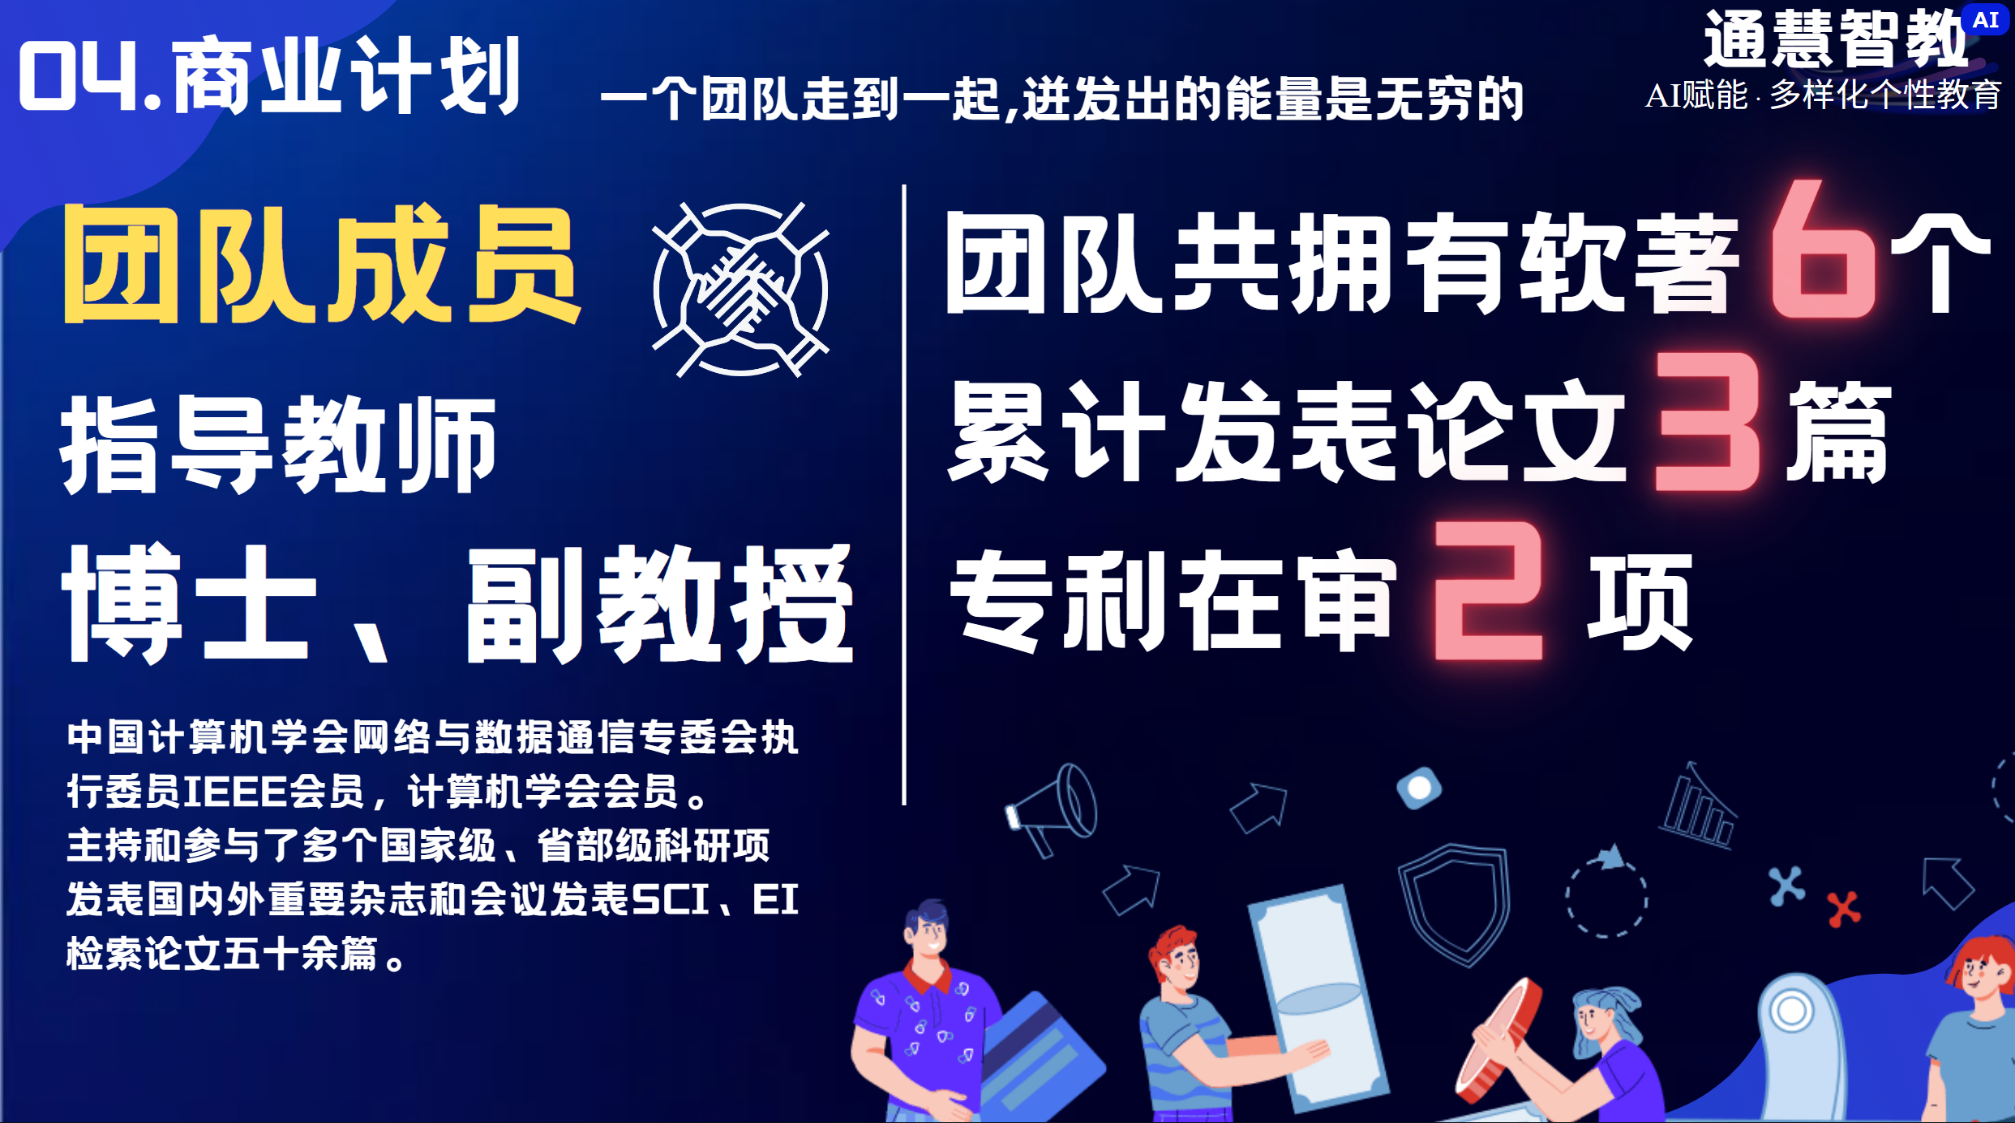 04.商业计划
一个团队走到一起,迸发出的能量是无穷的
通慧智教
AI
AI赋能·多样化个性教育
团队成员
指导教师
博士、副教授
中国计算机学会网络与数据通信专委会执
行委员IEEE会员，计算机学会会员。
主持和参与了多个国家级、省部级科研项
发表国内外重要杂志和会议发表SCI、EI
检索论文五十余篇。
团队共拥有软著6个
累计发表论文3篇
专利在审2项